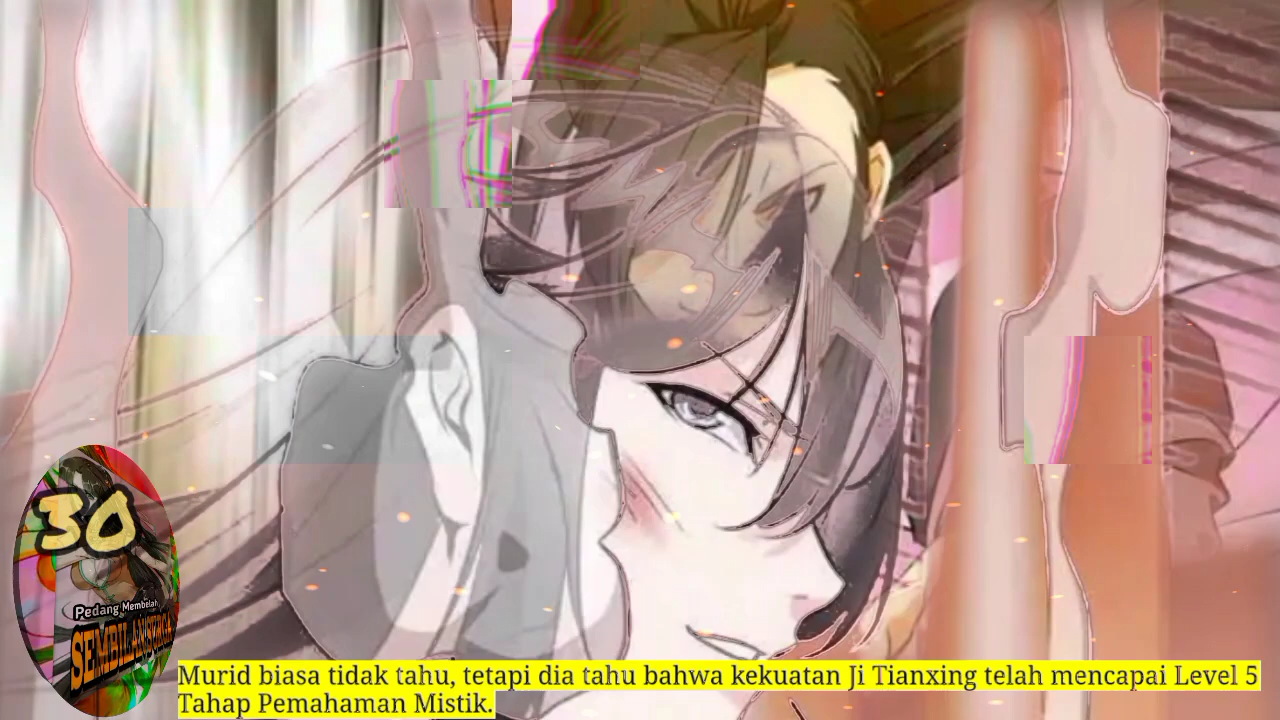 30
Pedang Membelah
SEMBILAN SURGA
Murid biasa tidak tahu, tetapi dia tahu bahwa kekuatan Ji Tianxing telah mencapai Level 5
Tahap Pemahaman Mistik.